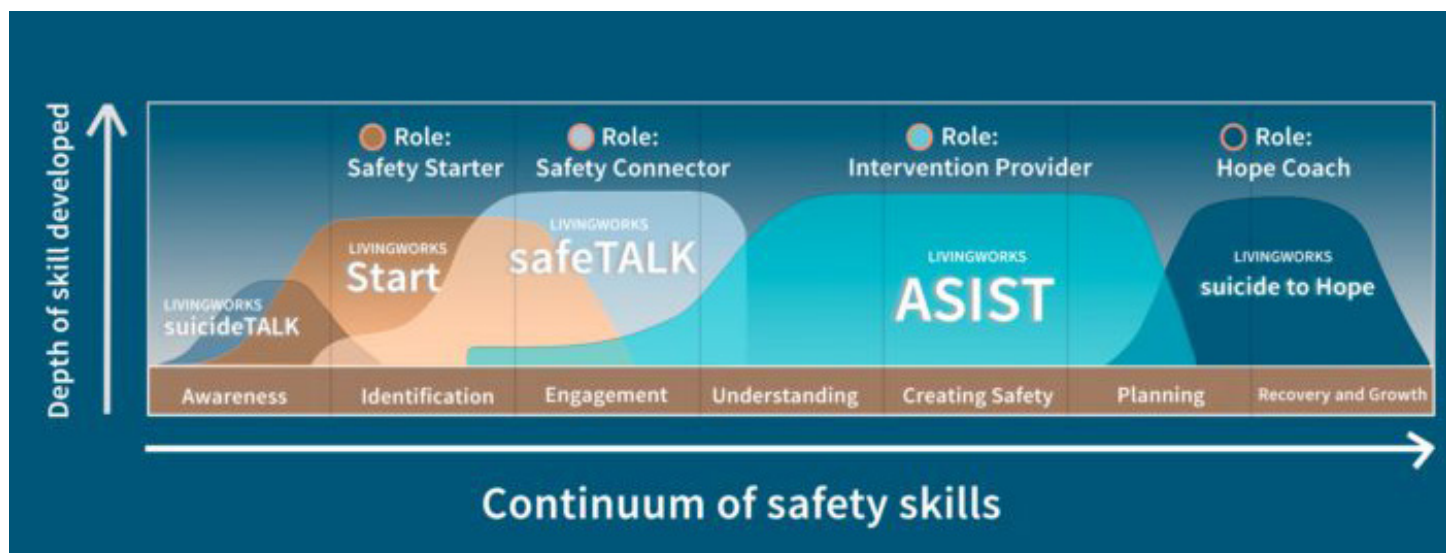 Depth of skill developed
Role:
Safety Starter
Role:
Safety Connector
Role:
Intervention Provider
Role:
Hope Coach
LIVINGWORKS
suicideTALK
LIVINGWORKS
Start
LIVINGWORKS
safeTALK
LIVINGWORKS
ASIST
LIVINGWORKS
suicide to Hope
Awareness
Identification
Engagement
Understanding
Creating Safety
Planning
Recovery and Growth
Continuum of safety skills